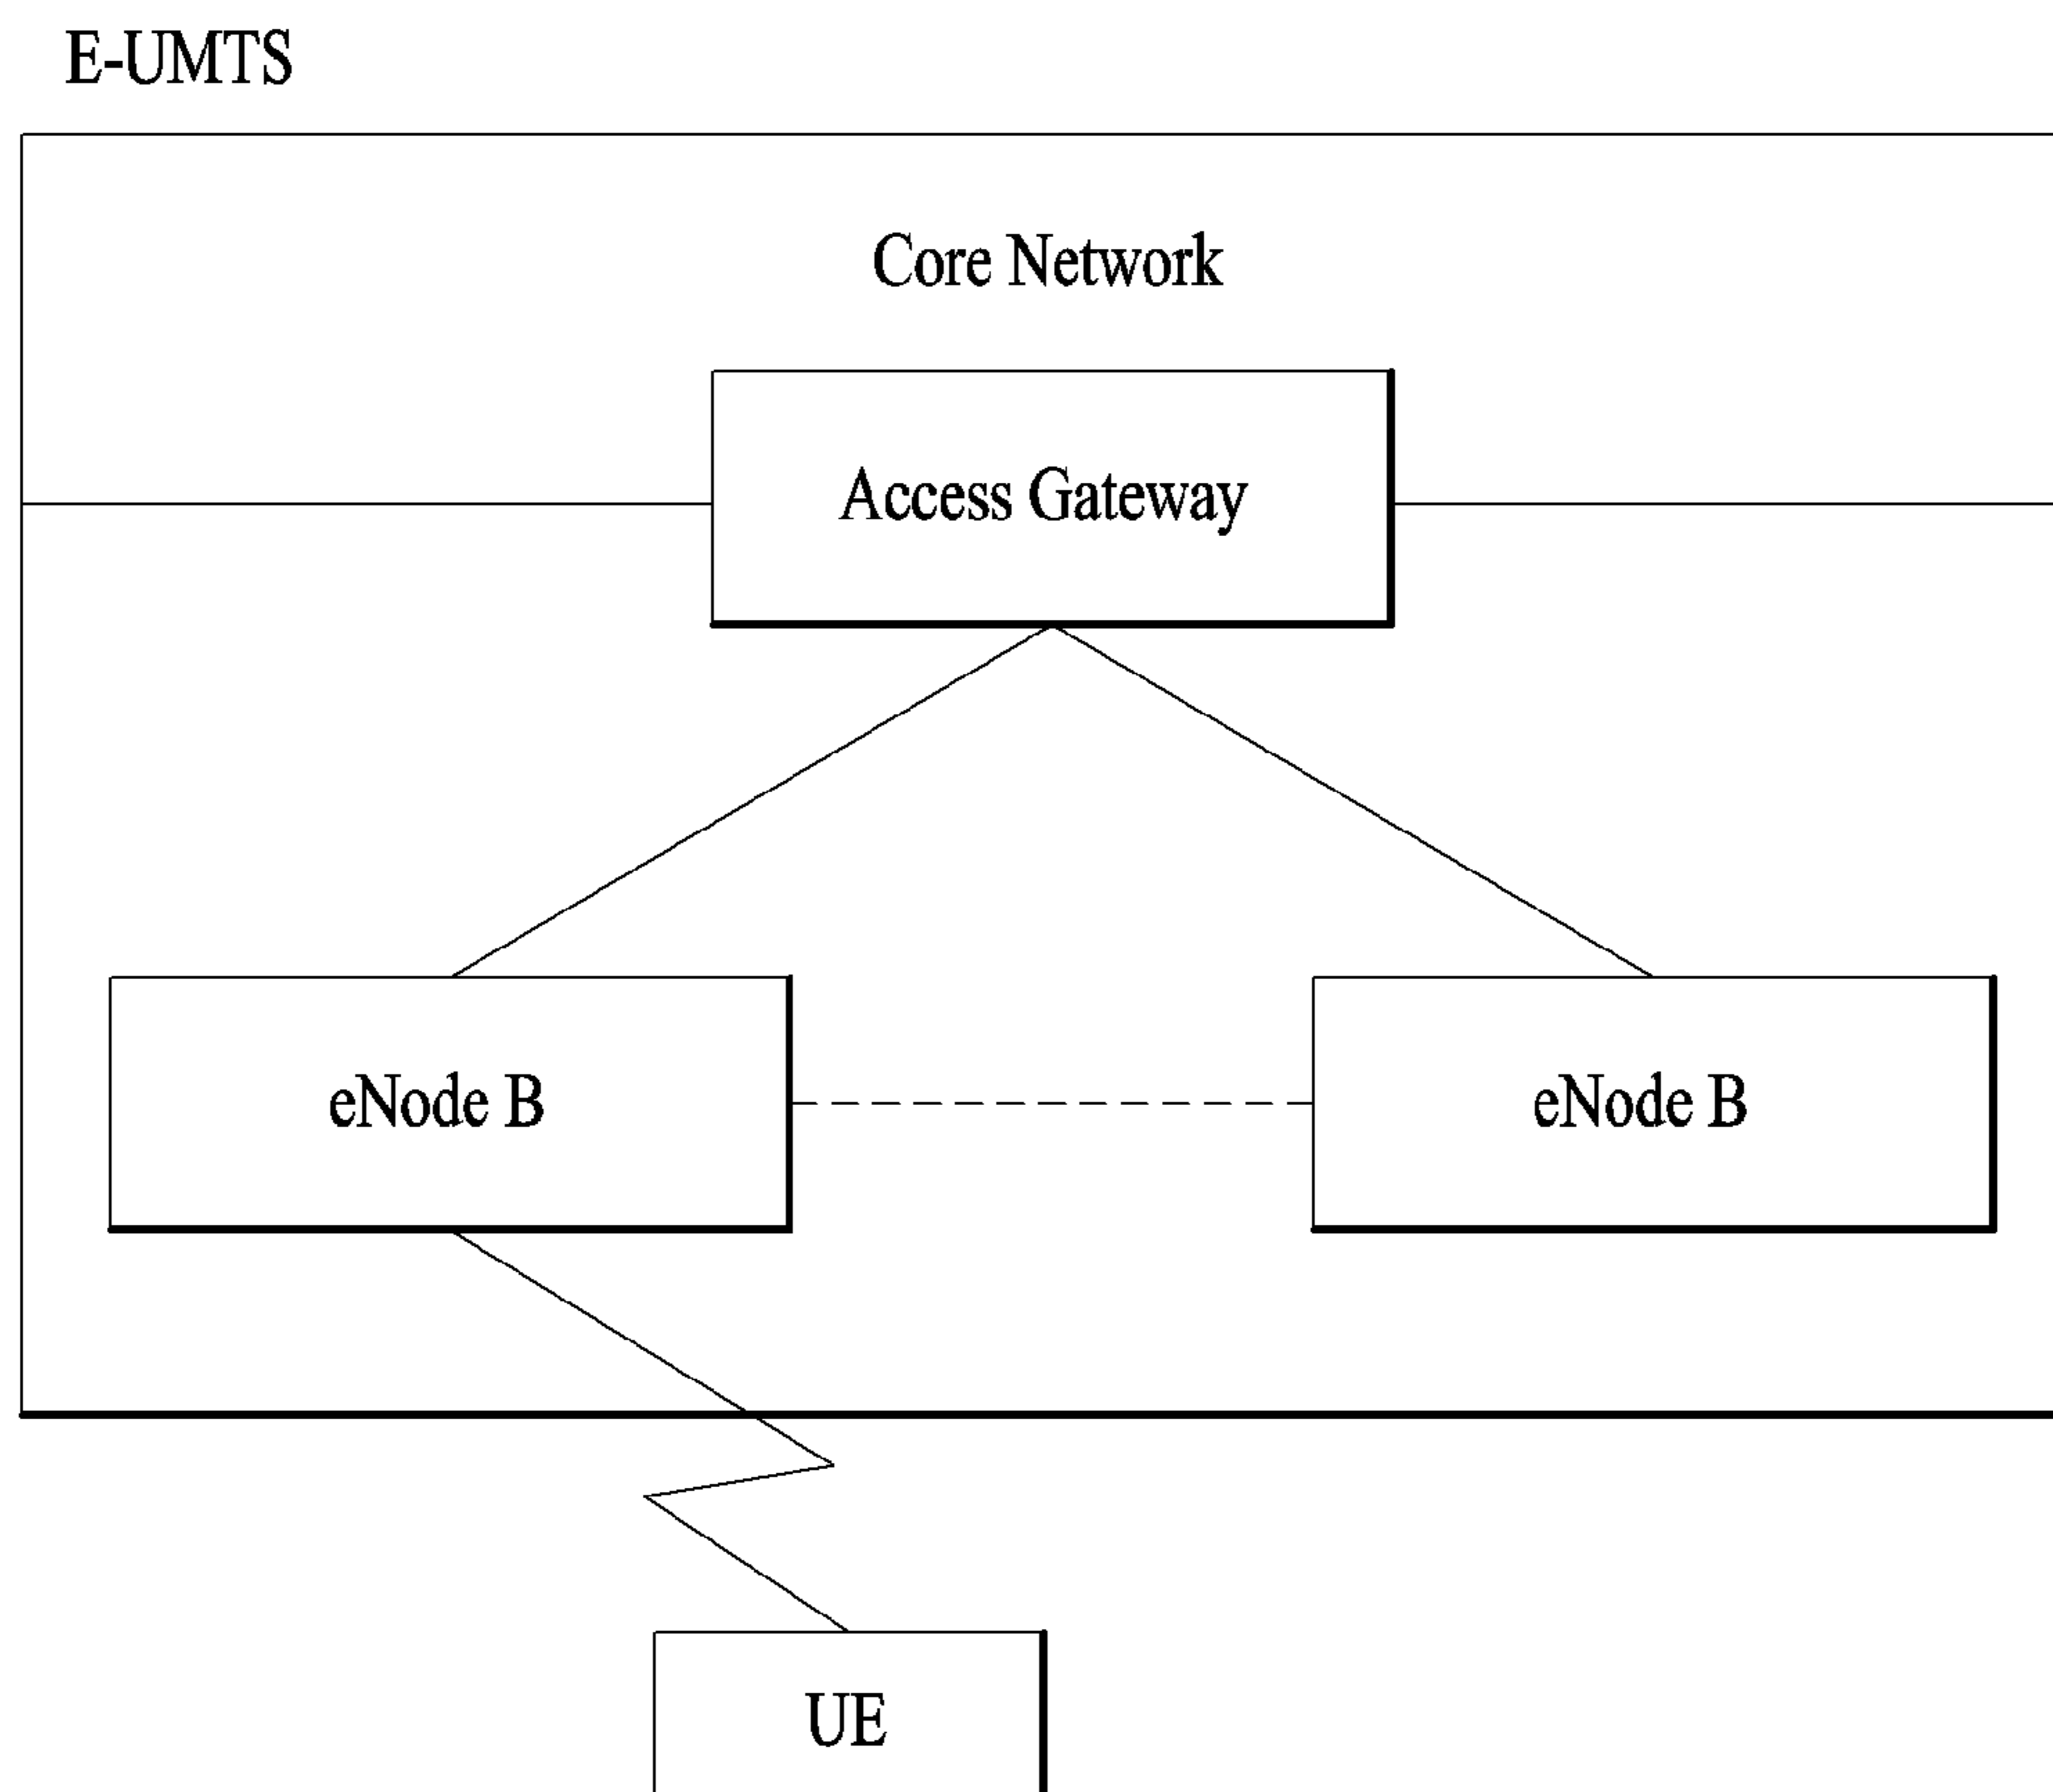 E-UMTS
Core Network
Access Gateway
eNode B
eNode B
UE